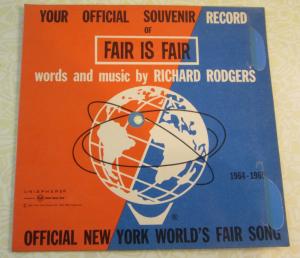 YOUR OFFICIAL SOUVENIR RECORD
OF
FAIR IS FAIR
words and music by RICHARD RODGERS
UNISPHERE®
1964-1965
®
OFFICIAL NEW YORK WORLD'S FAIR SONG